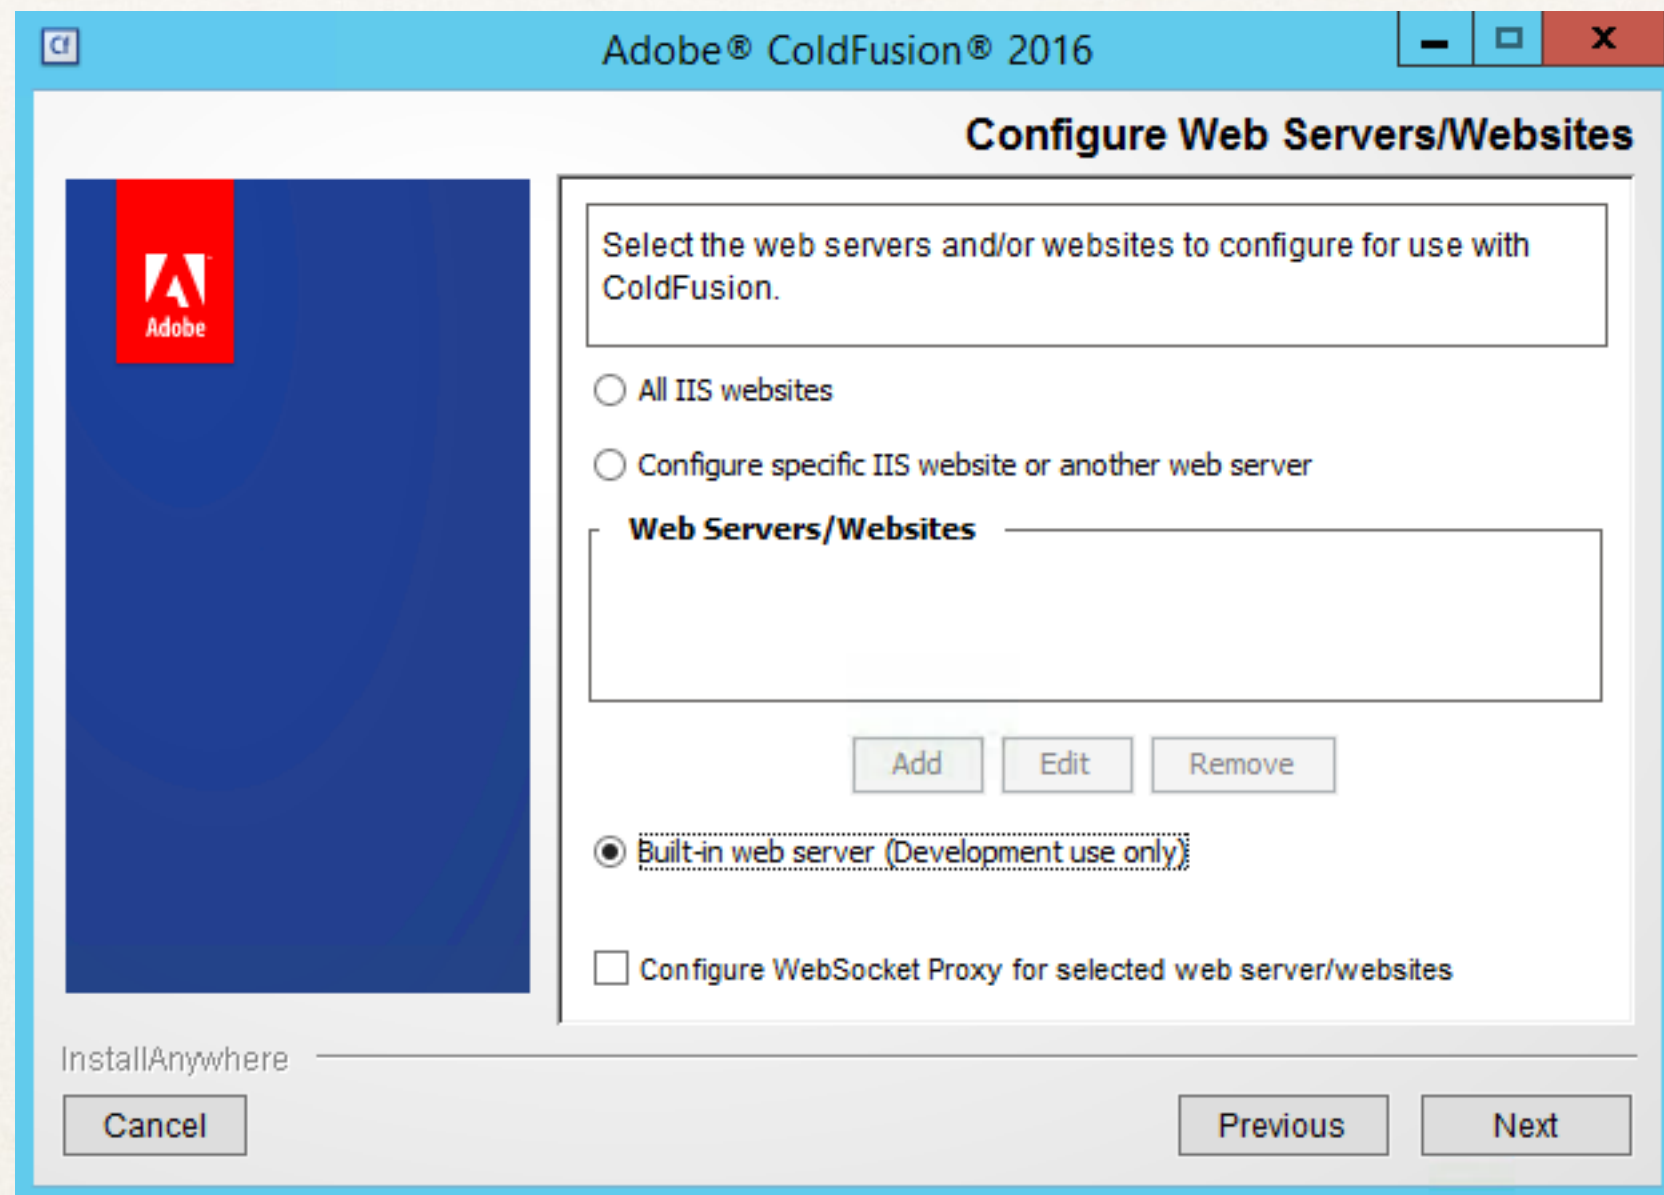 Cf
Adobe® ColdFusion® 2016
Configure Web Servers/Websites
Adobe
Select the web servers and/or websites to configure for use with
ColdFusion.
All IIS websites
Configure specific IIS website or another web server
Web Servers/Websites
Add Edit Remove
Built-in web server (Development use only)
Configure WebSocket Proxy for selected web server/websites
InstallAnywhere
Cancel Previous Next